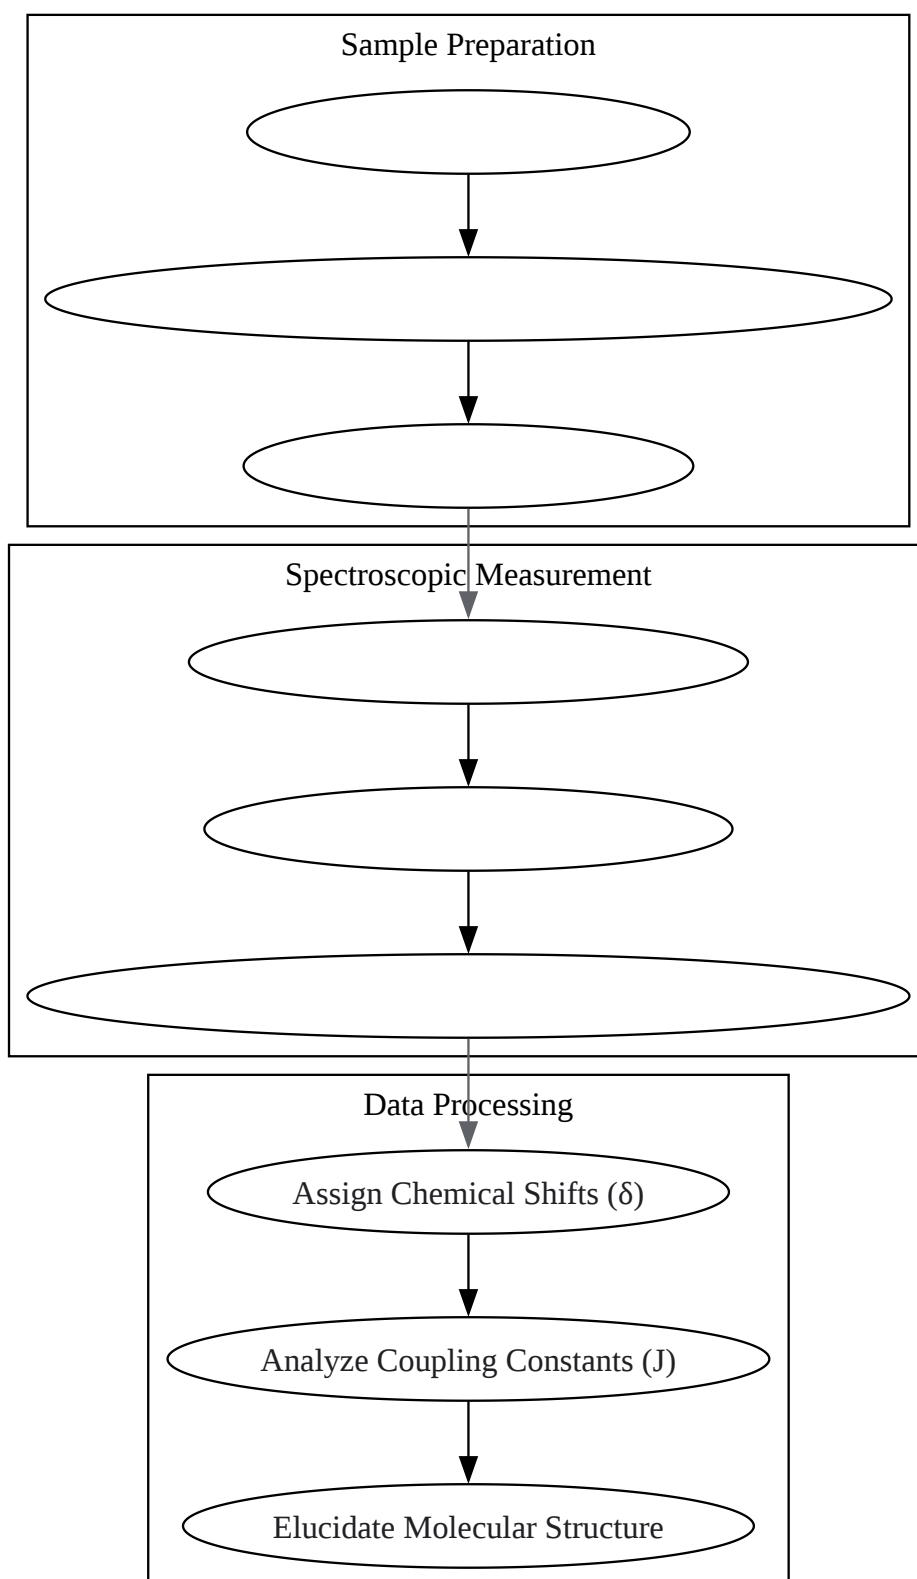 Sample Preparation
Spectroscopic Measurement
Data Processing
Assign Chemical Shifts (δ)
Analyze Coupling Constants (J)
Elucidate Molecular Structure